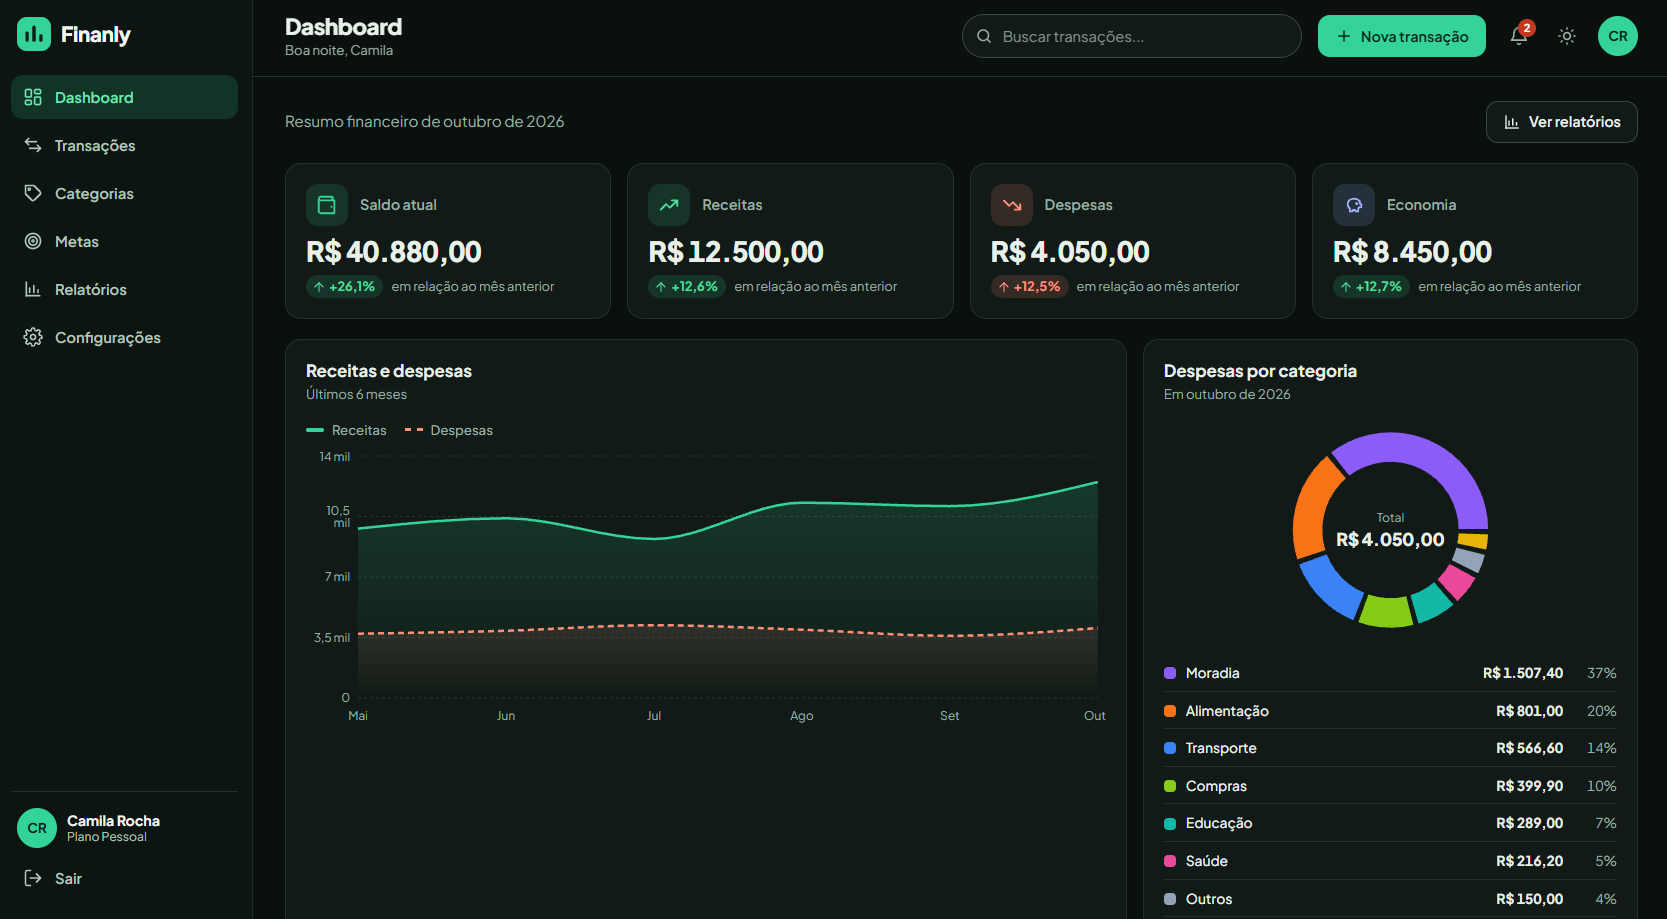 Finanly
Dashboard
Transações
Categorias
Metas
Relatórios
Configurações
CR
Camila Rocha
Plano Pessoal
Sair
Dashboard
Boa noite, Camila
Buscar transações...
Nova transação
2
CR
Resumo financeiro de outubro de 2026
Ver relatórios
Saldo atual
R$ 40.880,00
+26,1% em relação ao mês anterior
Receitas
R$ 12.500,00
+12,6% em relação ao mês anterior
Despesas
R$ 4.050,00
+12,5% em relação ao mês anterior
Economia
R$ 8.450,00
+12,7% em relação ao mês anterior
Receitas e despesas
Últimos 6 meses
Receitas Despesas
14 mil
10,5
mil
7 mil
3,5 mil
0
Mai Jun Jul Ago Set Out
Despesas por categoria
Em outubro de 2026
Total
R$ 4.050,00
Moradia R$ 1.507,40 37%
Alimentação R$ 801,00 20%
Transporte R$ 566,60 14%
Compras R$ 399,90 10%
Educação R$ 289,00 7%
Saúde R$ 216,20 5%
Outros R$ 150,00 4%